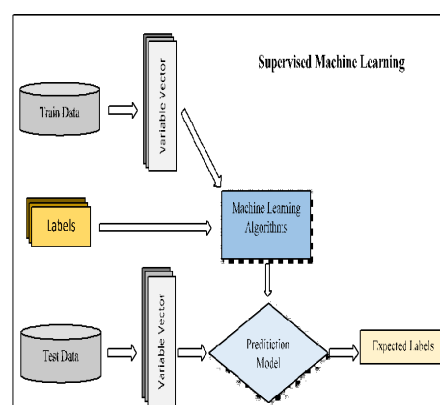 Supervised Machine Learning
Train Data
Variable Vector
Labels
Machine Learning
Algorithms
Test Data
Variable Vector
Preditiction
Model
Expected Labels